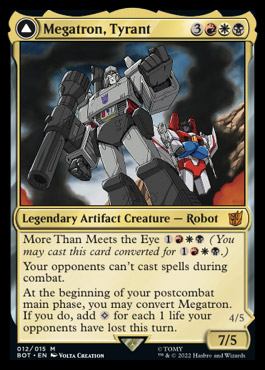 Megatron, Tyrant 3
Legendary Artifact Creature — Robot
More Than Meets the Eye 1 (You
may cast this card converted for 1.)
Your opponents can't cast spells during
combat.
At the beginning of your postcombat
main phase, you may convert Megatron.
If you do, add for each 1 life your
opponents have lost this turn.
4/5
7/5
012/015 M
BOT • EN VOLTA CREATION
©TOMY
™ & © 2022 Hasbro and Wizards